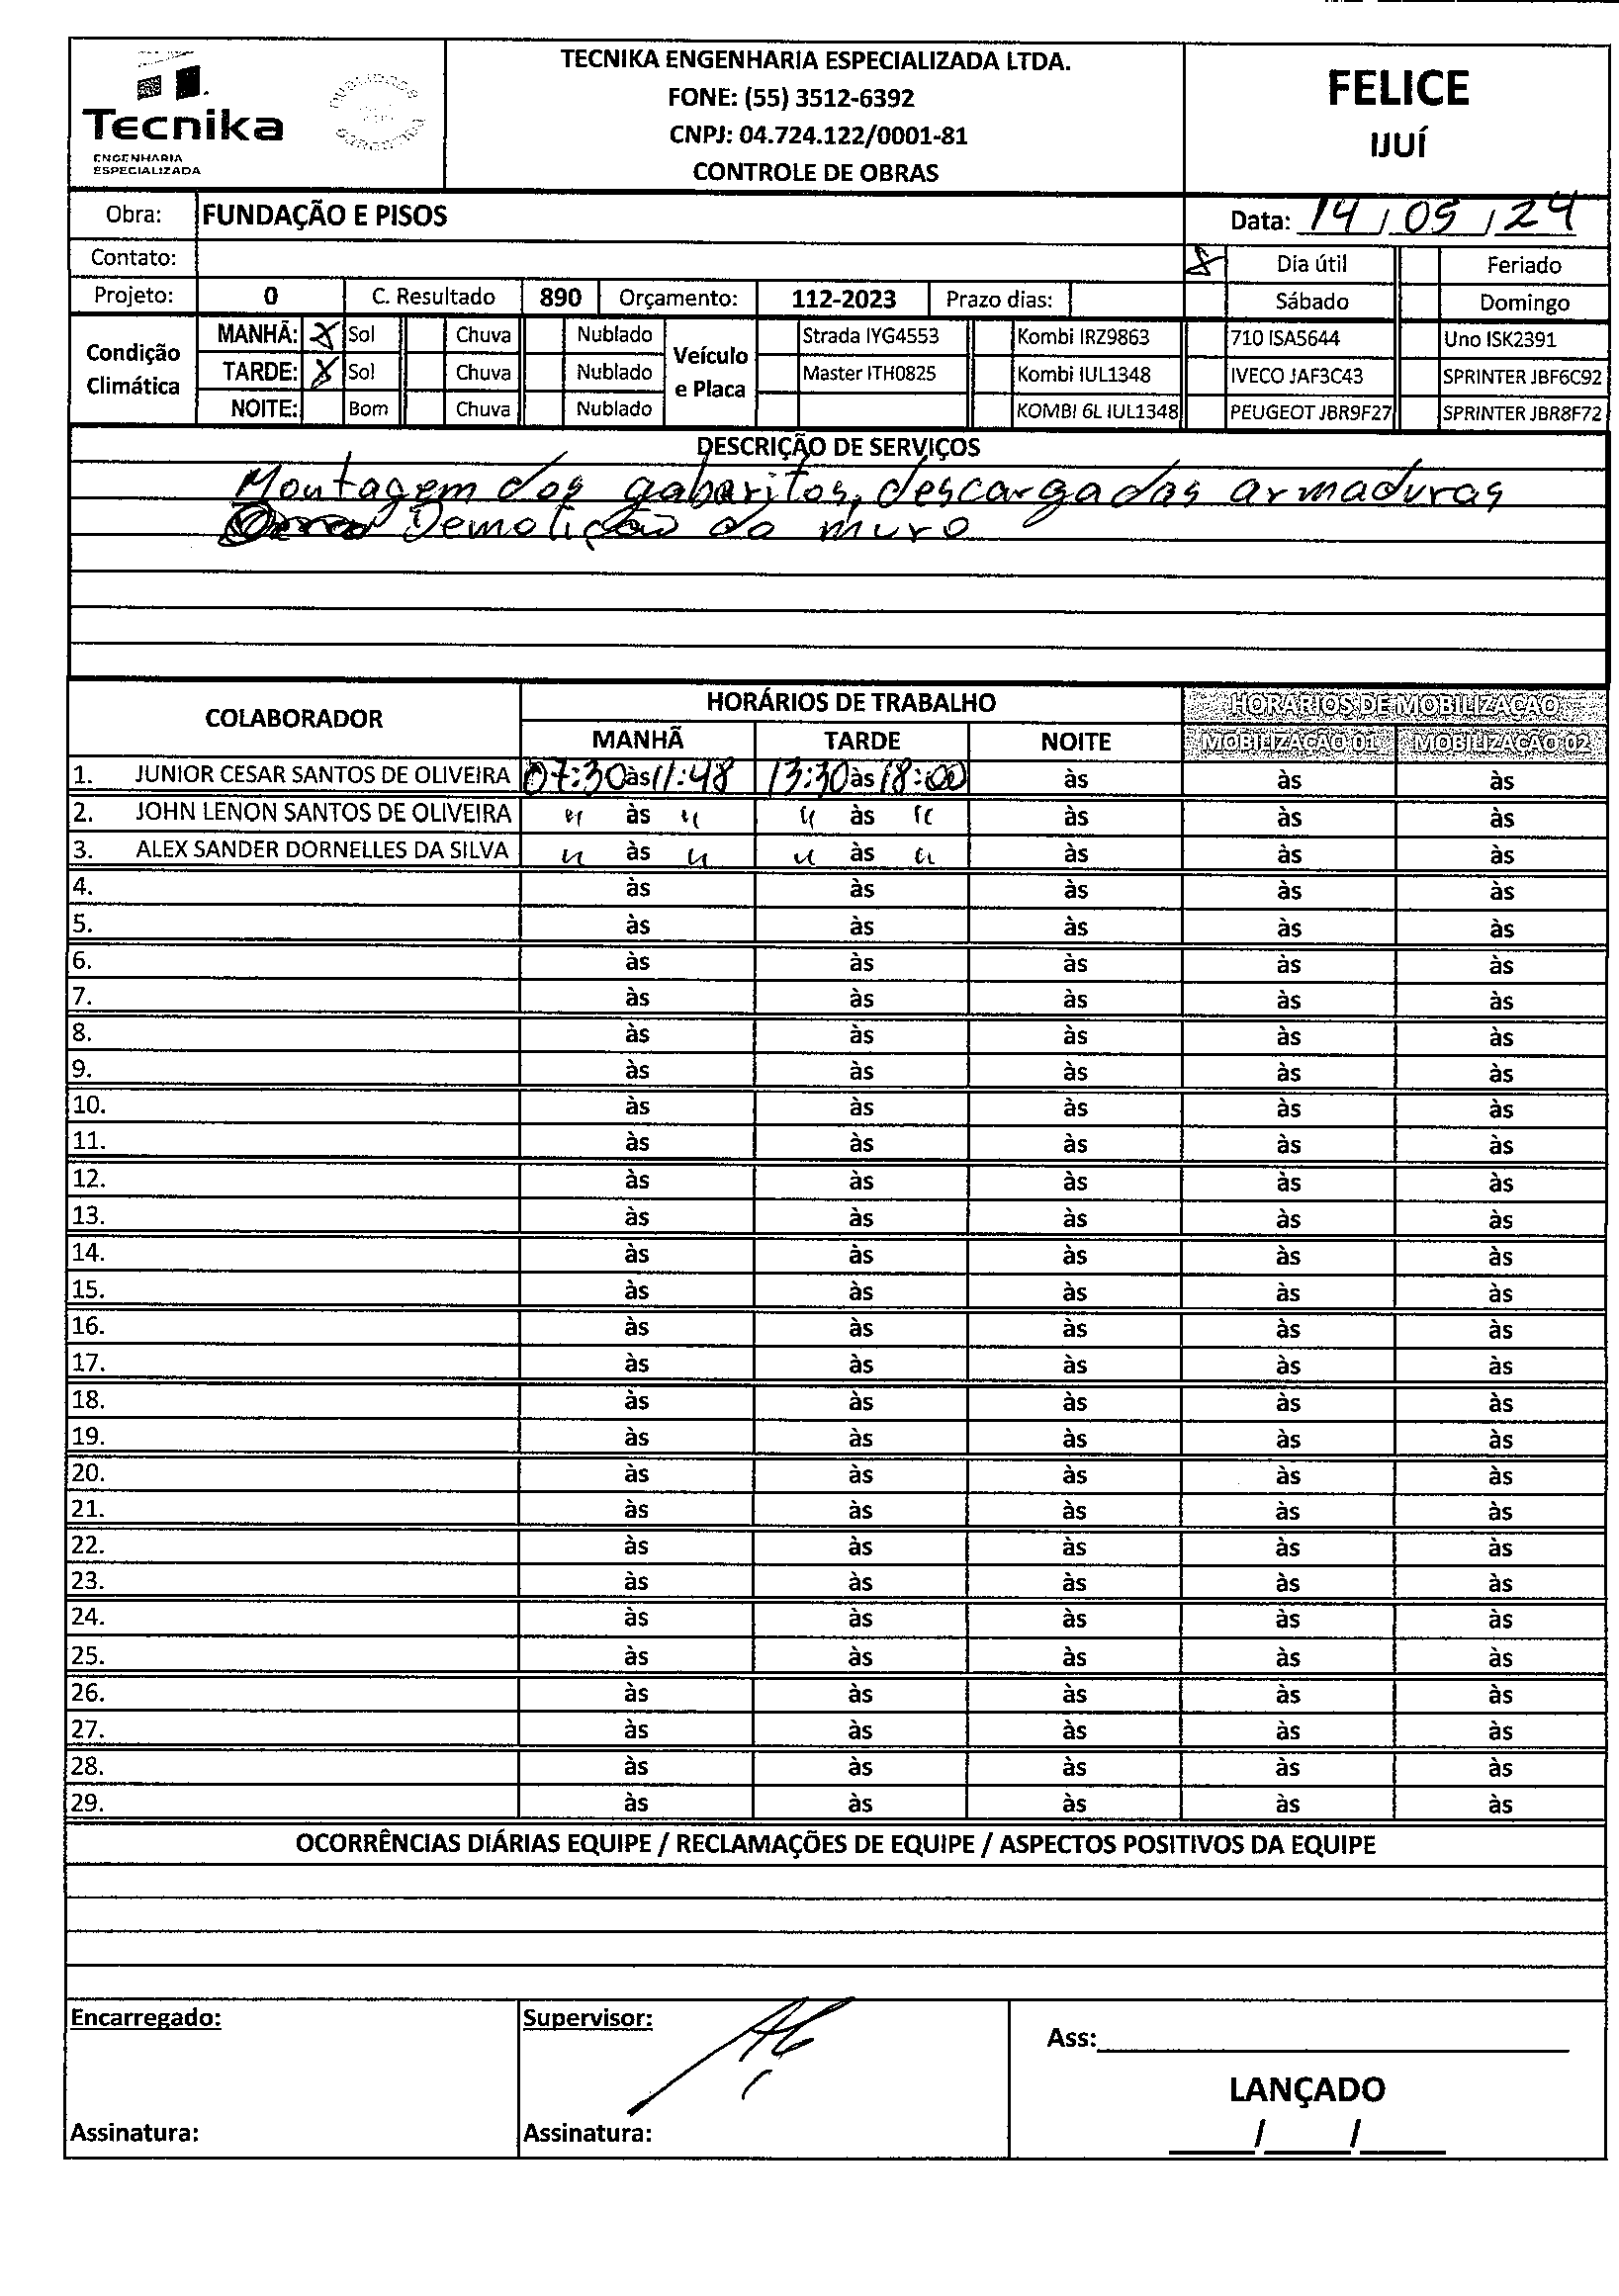 Tecnika
ENGENHARIA
ESPECIALIZADA
TECNIKA ENGENHARIA ESPECIALIZADA LTDA.
FONE: (55) 3512-6392
CNPJ: 04.724.122/0001-81
CONTROLE DE OBRAS
FELICE
IJUÍ
Obra: FUNDAÇÃO E PISOS
Data: 14 / 05 / 24
Contato:
X Dia útil Feriado
Projeto: 0 C. Resultado 890 Orçamento: 112-2023 Prazo dias:
Sábado Domingo
Condição Climática
MANHÃ: X Sol Chuva Nublado
TARDE: X Sol Chuva Nublado
NOITE: Bom Chuva Nublado
Veículo e Placa
Strada IYG4553 Kombi IRZ9863 710 ISA5644 Uno ISK2391
Master ITH0825 Kombi IUL1348 IVECO JAF3C43 SPRINTER JBF6C92
KOMBI 6L IUL1348 PEUGEOT JBR9F27 SPRINTER JBR8F72
DESCRIÇÃO DE SERVIÇOS
Montagem dos gabaritos, descarga das armaduras
Demolição do muro
COLABORADOR HORÁRIOS DE TRABALHO HORÁRIOS DE MOBILIZAÇÃO
MANHÃ TARDE NOITE MOBILIZAÇÃO 01 MOBILIZAÇÃO 02
1. JUNIOR CESAR SANTOS DE OLIVEIRA 07:30 às 11:48 13:30 às 18:00 às às às
2. JOHN LENON SANTOS DE OLIVEIRA " às " " às " às às às
3. ALEX SANDER DORNELLES DA SILVA " às " " às " às às às
4. às às às às às
5. às às às às às
6. às às às às às
7. às às às às às
8. às às às às às
9. às às às às às
10. às às às às às
11. às às às às às
12. às às às às às
13. às às às às às
14. às às às às às
15. às às às às às
16. às às às às às
17. às às às às às
18. às às às às às
19. às às às às às
20. às às às às às
21. às às às às às
22. às às às às às
23. às às às às às
24. às às às às às
25. às às às às às
26. às às às às às
27. às às às às às
28. às às às às às
29. às às às às às
OCORRÊNCIAS DIÁRIAS EQUIPE / RECLAMAÇÕES DE EQUIPE / ASPECTOS POSITIVOS DA EQUIPE
Encarregado: Supervisor:
Ass:
LANÇADO
Assinatura: Assinatura:
/ /